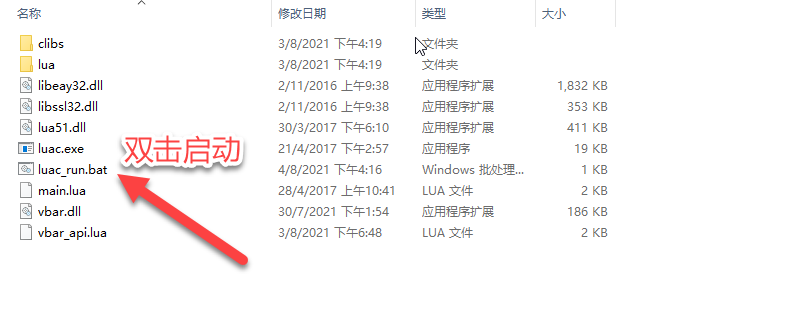 名称 修改日期 类型 大小
clibs 3/8/2021 下午4:19 文件夹
lua 3/8/2021 下午4:19 文件夹
libeay32.dll 2/11/2016 上午9:38 应用程序扩展 1,832 KB
libssl32.dll 2/11/2016 上午9:38 应用程序扩展 353 KB
lua51.dll 30/3/2017 下午6:10 应用程序扩展 411 KB
luac.exe 21/4/2017 下午2:57 应用程序 19 KB
双击启动
luac_run.bat 4/8/2021 下午4:16 Windows 批处理... 1 KB
main.lua 28/4/2017 上午10:41 LUA 文件 2 KB
vbar.dll 30/7/2021 下午1:54 应用程序扩展 186 KB
vbar_api.lua 3/8/2021 下午6:48 LUA 文件 2 KB